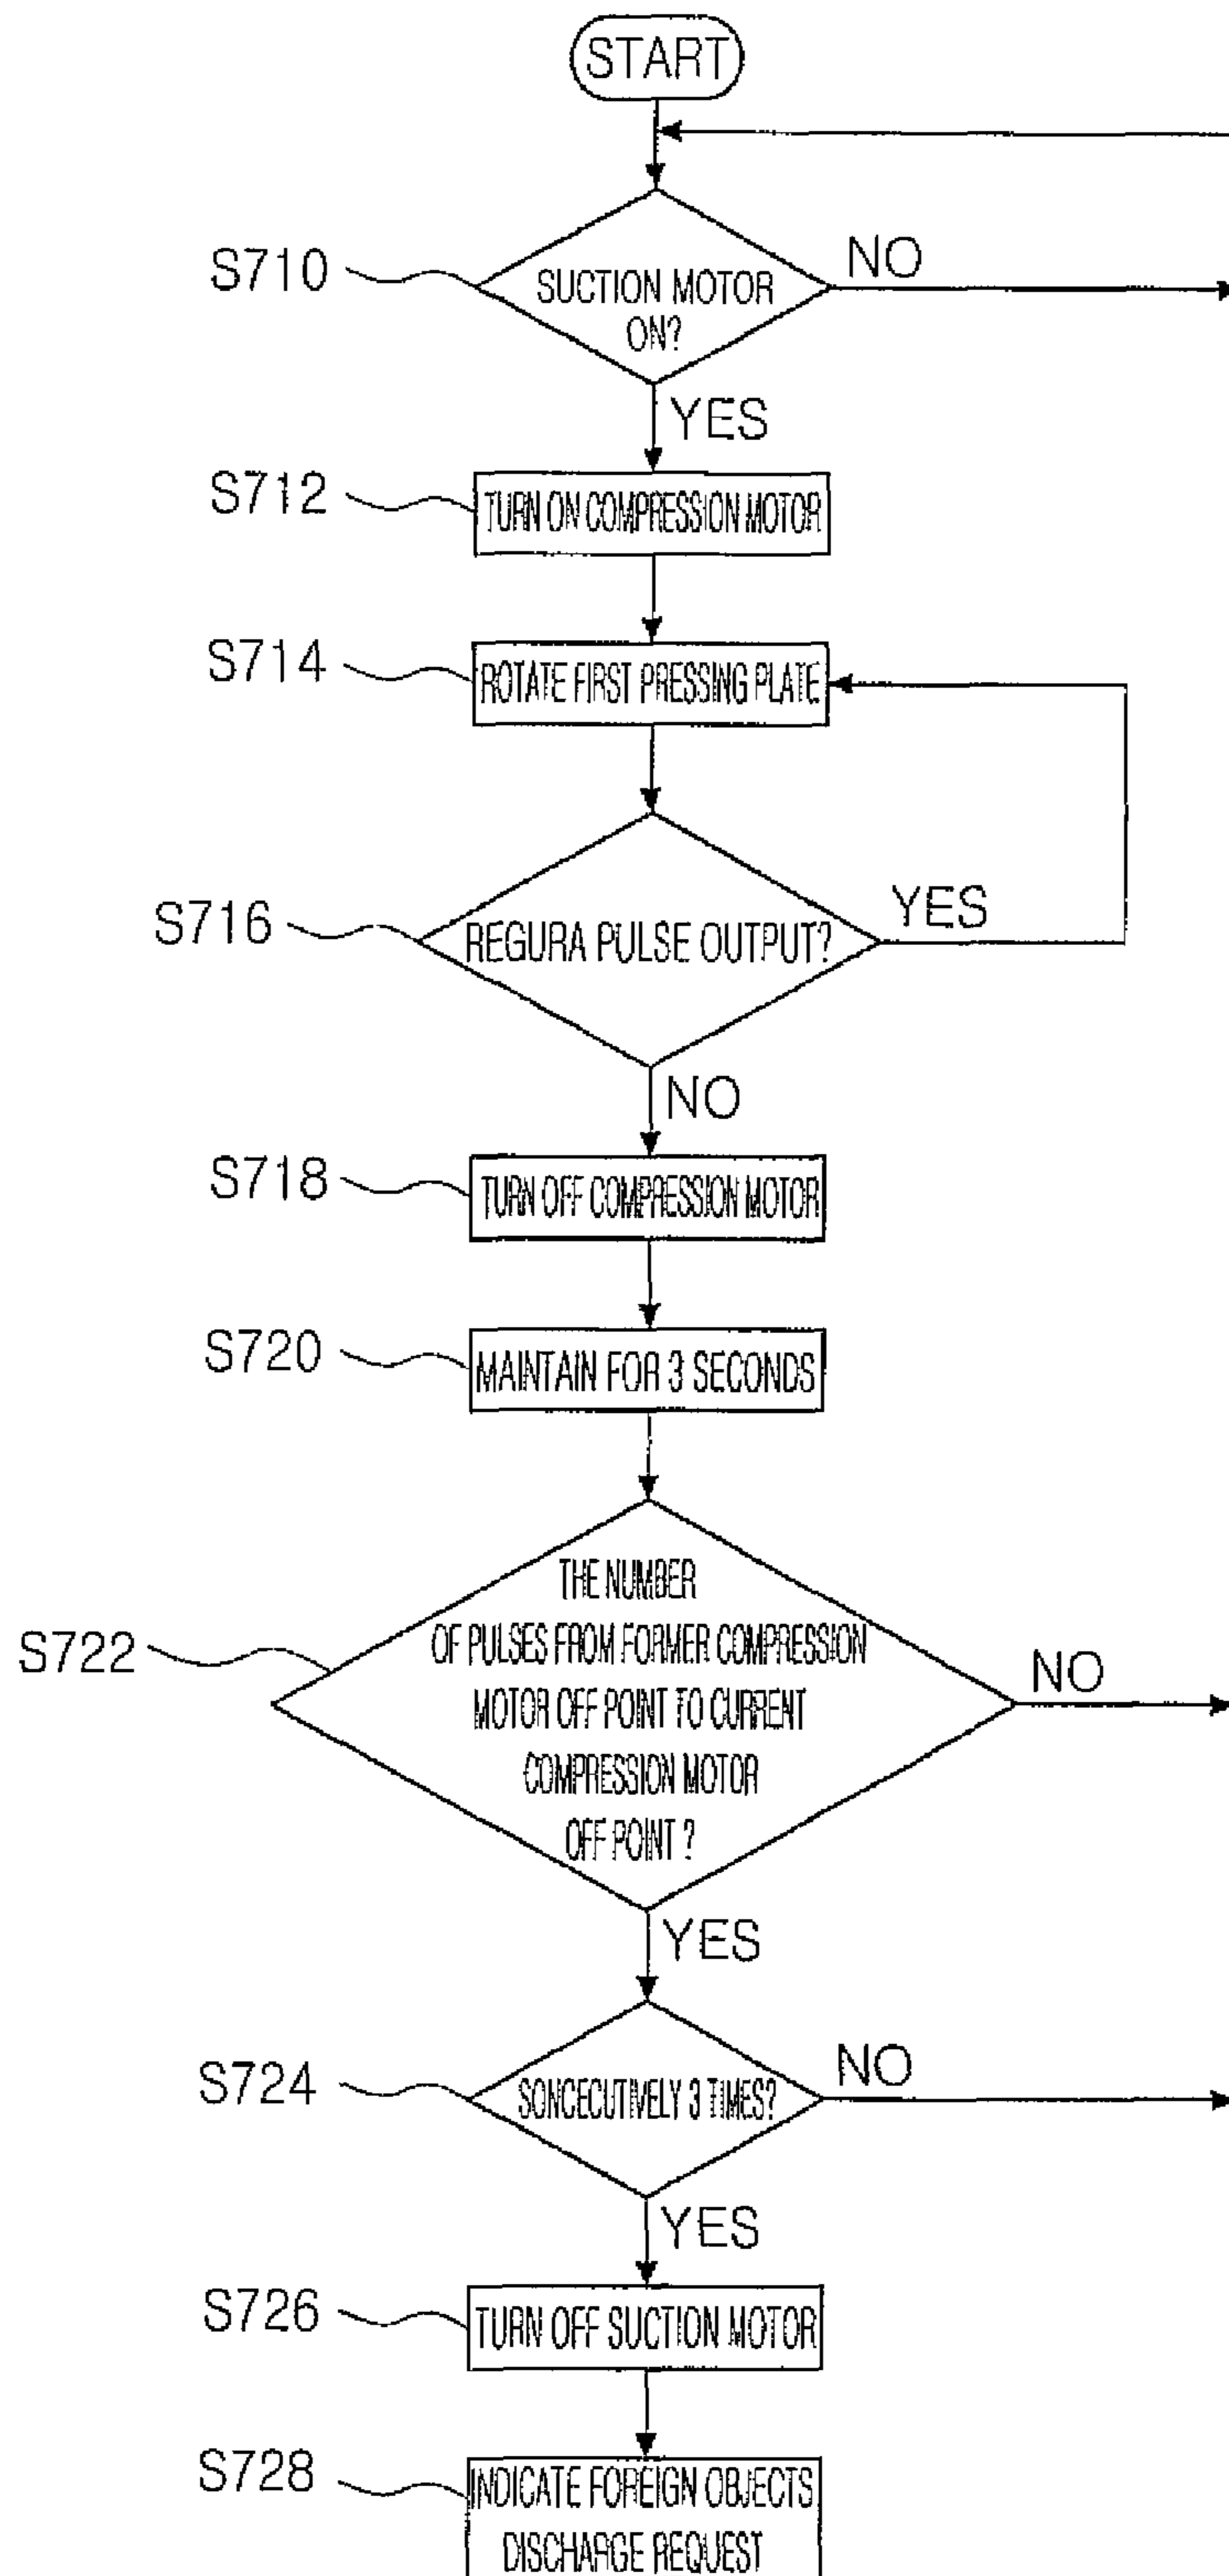 START
S710
SUCTION MOTOR
ON?
NO
YES
S712
TURN ON COMPRESSION MOTOR
S714
ROTATE FIRST PRESSING PLATE
S716
REGURA PULSE OUTPUT?
YES
NO
S718
TURN OFF COMPRESSION MOTOR
S720
MAINTAIN FOR 3 SECONDS
S722
THE NUMBER
OF PULSES FROM FORMER COMPRESSION
MOTOR OFF POINT TO CURRENT
COMPRESSION MOTOR
OFF POINT ?
NO
YES
S724
SONCECUTIVELY 3 TIMES?
NO
YES
S726
TURN OFF SUCTION MOTOR
S728
INDICATE FOREIGN OBJECTS
DISCHARGE REQUEST